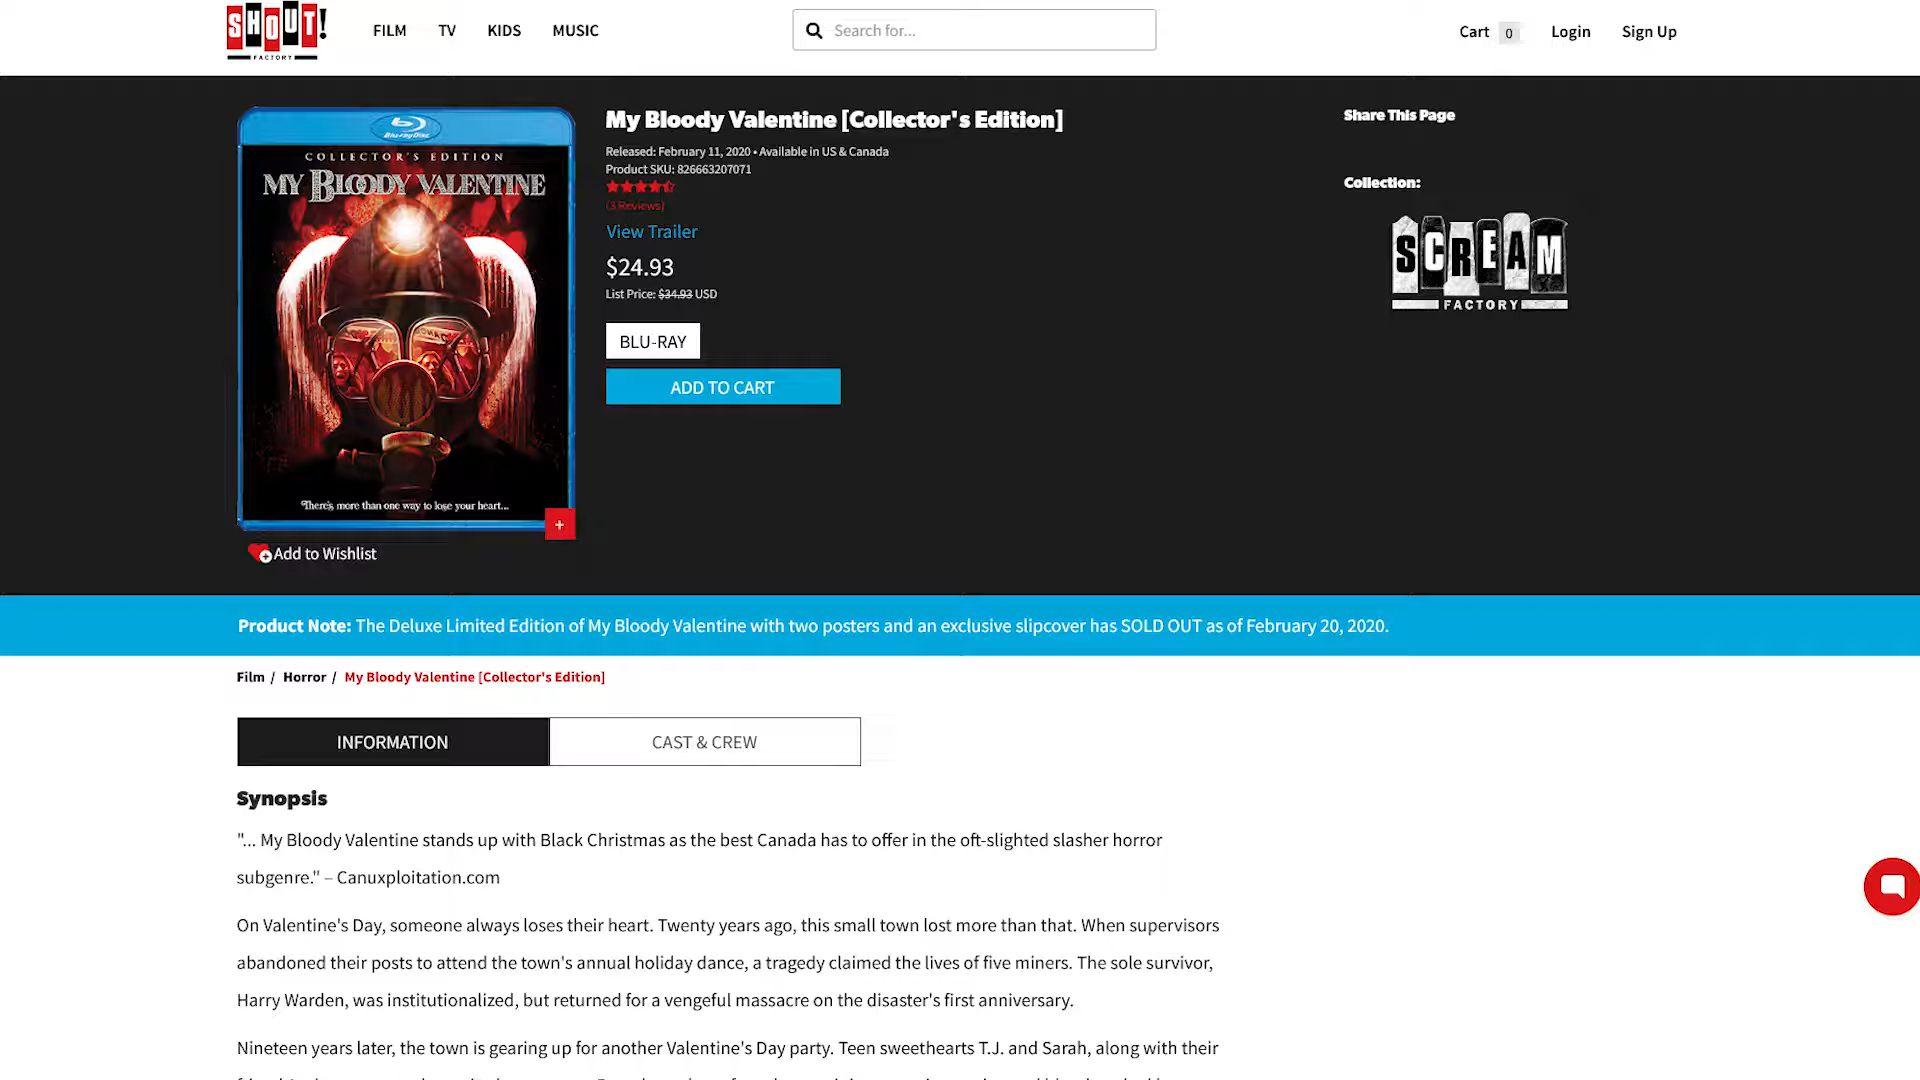 SHOUT!
FACTORY
FILM
TV
KIDS
MUSIC
Search for...
Cart 0
Login
Sign Up
Blu-ray Disc
COLLECTOR'S EDITION
MY BLOODY VALENTINE
There's more than one way to lose your heart...
+
Add to Wishlist
My Bloody Valentine [Collector's Edition]
Released: February 11, 2020 • Available in US & Canada
Product SKU: 826663207071
(3 Reviews)
View Trailer
$24.93
List Price: $34.93 USD
BLU-RAY
ADD TO CART
Share This Page
Collection:
SCREAM
FACTORY
Product Note: The Deluxe Limited Edition of My Bloody Valentine with two posters and an exclusive slipcover has SOLD OUT as of February 20, 2020.
Film / Horror / My Bloody Valentine [Collector's Edition]
INFORMATION
CAST & CREW
Synopsis
"... My Bloody Valentine stands up with Black Christmas as the best Canada has to offer in the oft-slighted slasher horror
subgenre." – Canuxploitation.com
On Valentine's Day, someone always loses their heart. Twenty years ago, this small town lost more than that. When supervisors
abandoned their posts to attend the town's annual holiday dance, a tragedy claimed the lives of five miners. The sole survivor,
Harry Warden, was institutionalized, but returned for a vengeful massacre on the disaster's first anniversary.
Nineteen years later, the town is gearing up for another Valentine's Day party. Teen sweethearts T.J. and Sarah, along with their